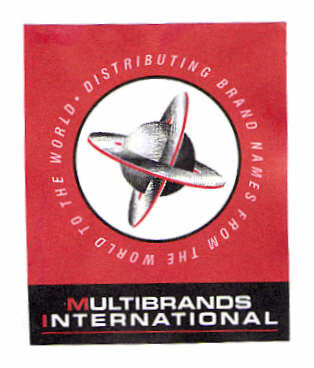 • DISTRIBUTING BRAND NAMES FROM THE WORLD TO THE WORLD
MULTIBRANDS
INTERNATIONAL